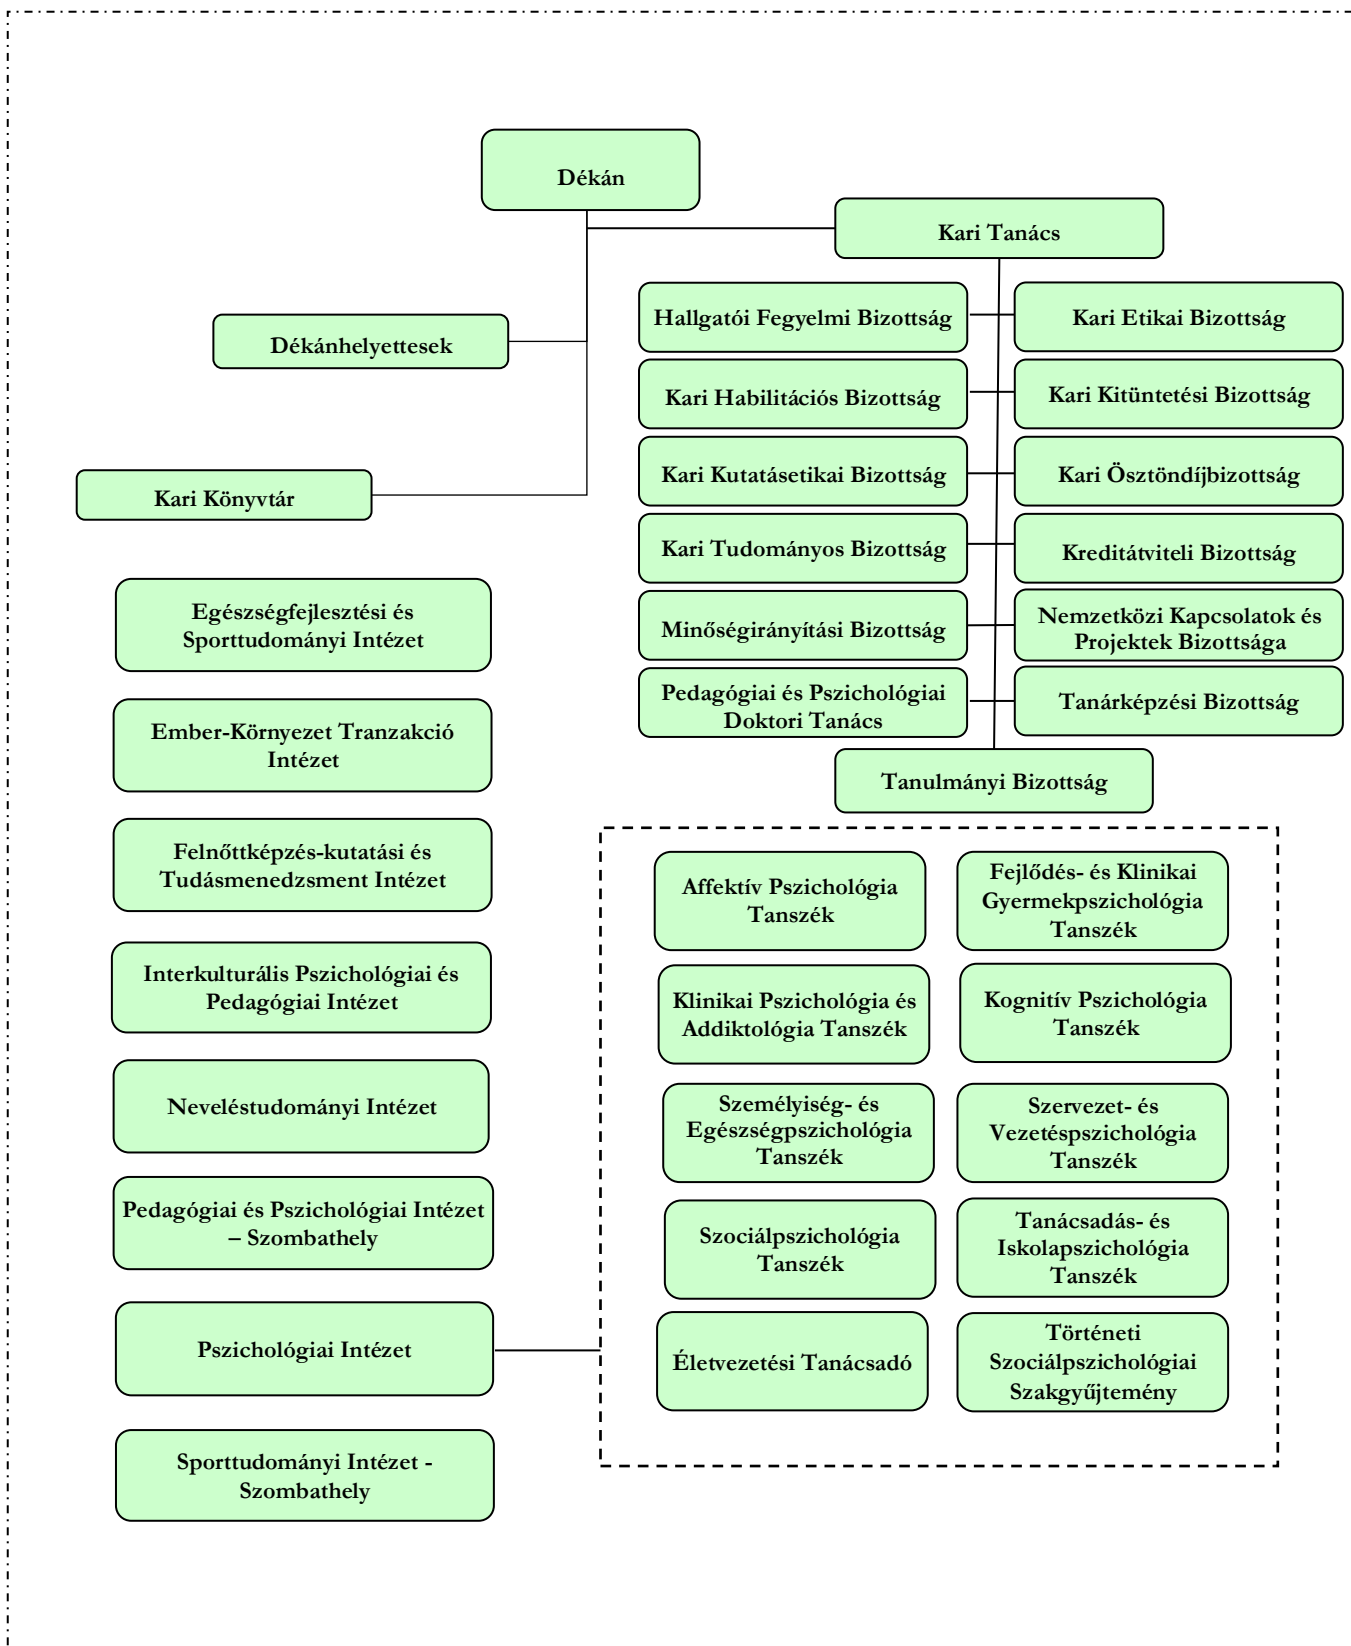 Dékán
Kari Tanács
Hallgatói Fegyelmi Bizottság
Kari Etikai Bizottság
Dékánhelyettesek
Kari Habilitációs Bizottság
Kari Kitüntetési Bizottság
Kari Kutatásetikai Bizottság
Kari Ösztöndíjbizottság
Kari Könyvtár
Kari Tudományos Bizottság
Kreditátviteli Bizottság
Minőségirányítási Bizottság
Nemzetközi Kapcsolatok és
Projektek Bizottsága
Pedagógiai és Pszichológiai
Doktori Tanács
Tanárképzési Bizottság
Tanulmányi Bizottság
Egészségfejlesztési és
Sporttudományi Intézet
Ember-Környezet Tranzakció
Intézet
Felnőttképzés-kutatási és
Tudásmenedzsment Intézet
Interkulturális Pszichológiai és
Pedagógiai Intézet
Neveléstudományi Intézet
Pedagógiai és Pszichológiai Intézet
– Szombathely
Pszichológiai Intézet
Sporttudományi Intézet -
Szombathely
Affektív Pszichológia
Tanszék
Fejlődés- és Klinikai
Gyermekpszichológia
Tanszék
Klinikai Pszichológia és
Addiktológia Tanszék
Kognitív Pszichológia
Tanszék
Személyiség- és
Egészségpszichológia
Tanszék
Szervezet- és
Vezetéspszichológia
Tanszék
Szociálpszichológia
Tanszék
Tanácsadás- és
Iskolapszichológia
Tanszék
Életvezetési Tanácsadó
Történeti
Szociálpszichológiai
Szakgyűjtemény